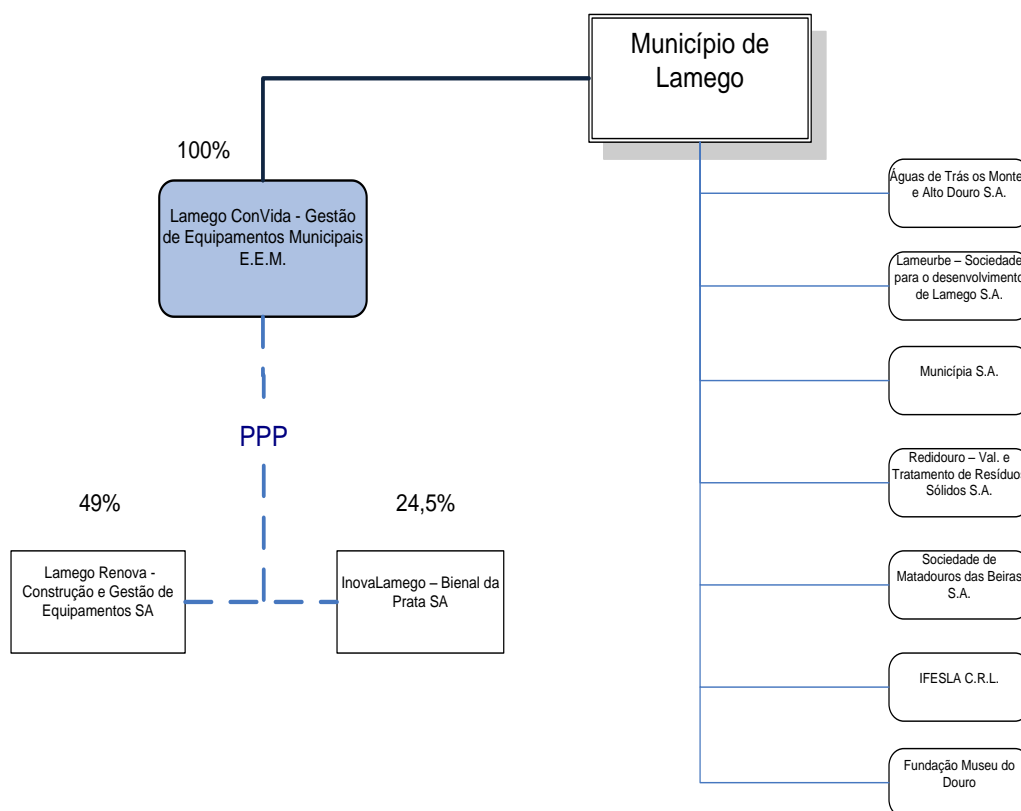 Município de
Lamego
100%
Lamego ConVida - Gestão
de Equipamentos Municipais
E.E.M.
PPP
49%
24,5%
Lamego Renova -
Construção e Gestão de
Equipamentos SA
InovaLamego – Bienal da
Prata SA
Águas de Trás os Monte
e Alto Douro S.A.
Lameurbe – Sociedade
para o desenvolvimento
de Lamego S.A.
Municípia S.A.
Redidouro – Val. e
Tratamento de Resíduos
Sólidos S.A.
Sociedade de
Matadouros das Beiras
S.A.
IFESLA C.R.L.
Fundação Museu do
Douro